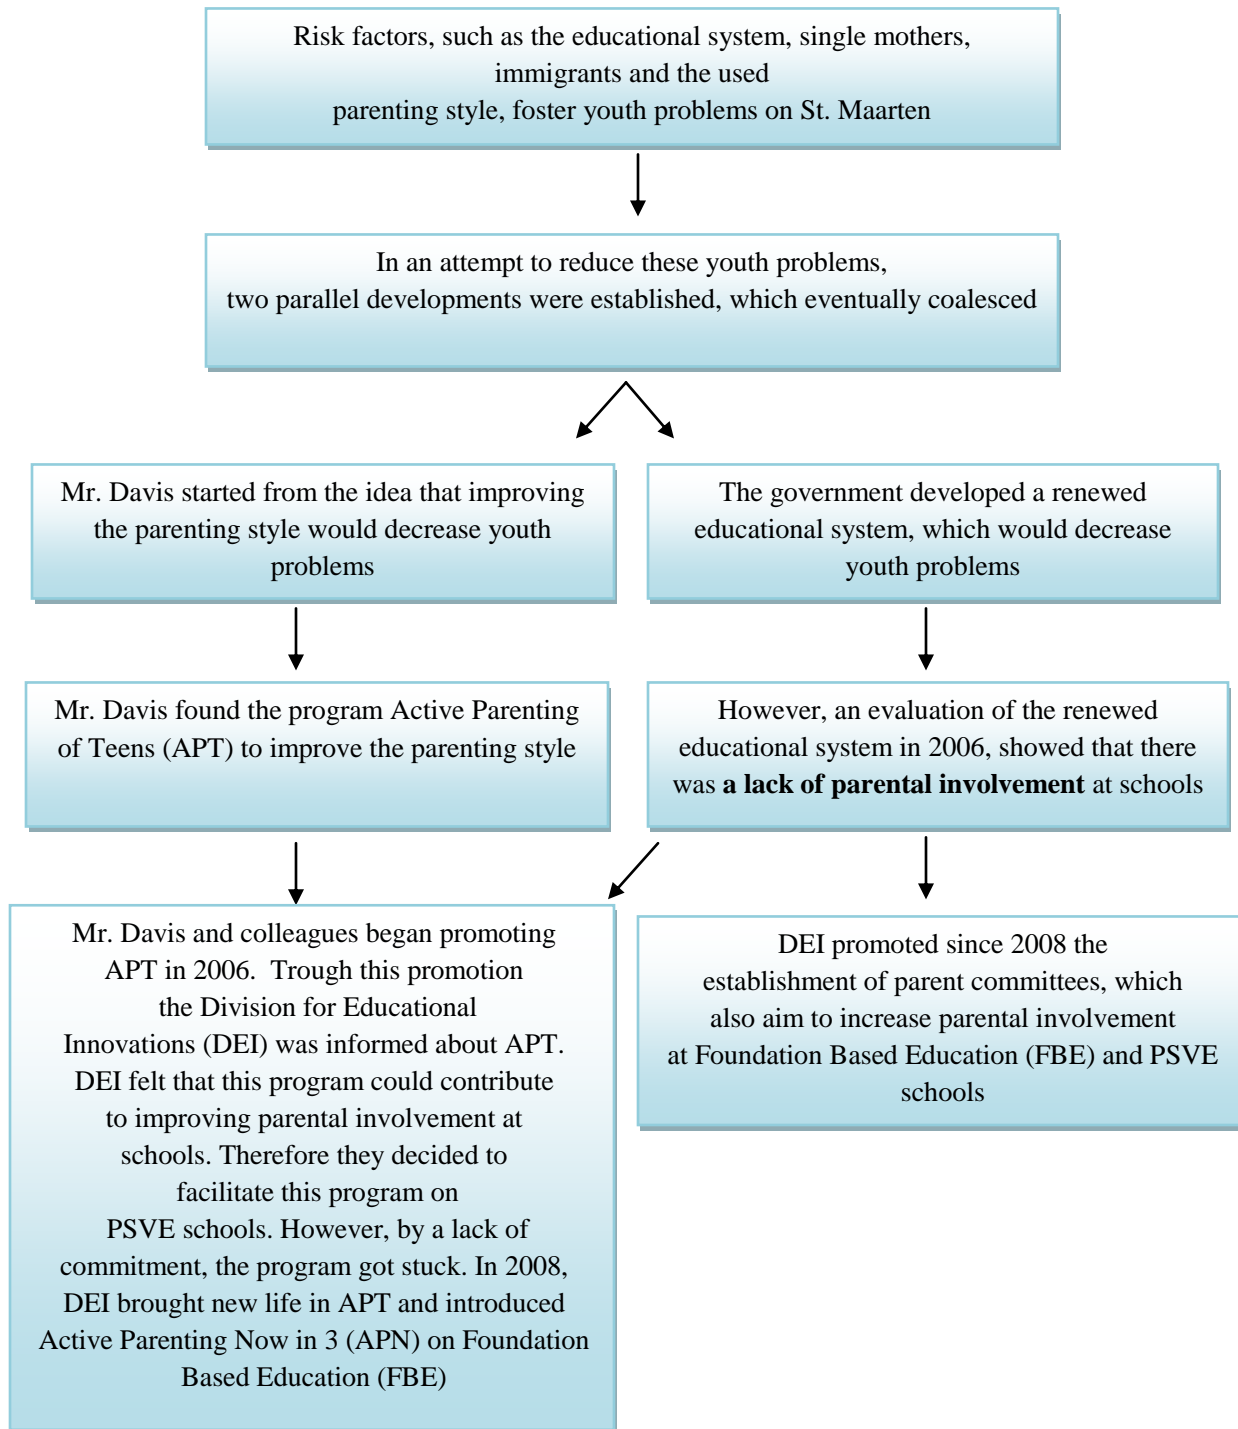 Risk factors, such as the educational system, single mothers,
immigrants and the used
parenting style, foster youth problems on St. Maarten
In an attempt to reduce these youth problems,
two parallel developments were established, which eventually coalesced
Mr. Davis started from the idea that improving
the parenting style would decrease youth
problems
The government developed a renewed
educational system, which would decrease
youth problems
Mr. Davis found the program Active Parenting
of Teens (APT) to improve the parenting style
However, an evaluation of the renewed
educational system in 2006, showed that there
was a lack of parental involvement at schools
Mr. Davis and colleagues began promoting
APT in 2006.  Trough this promotion
the Division for Educational
Innovations (DEI) was informed about APT.
DEI felt that this program could contribute
to improving parental involvement at
schools. Therefore they decided to
facilitate this program on
PSVE schools. However, by a lack of
commitment, the program got stuck. In 2008,
DEI brought new life in APT and introduced
Active Parenting Now in 3 (APN) on Foundation
Based Education (FBE)
DEI promoted since 2008 the
establishment of parent committees, which
also aim to increase parental involvement
at Foundation Based Education (FBE) and PSVE
schools